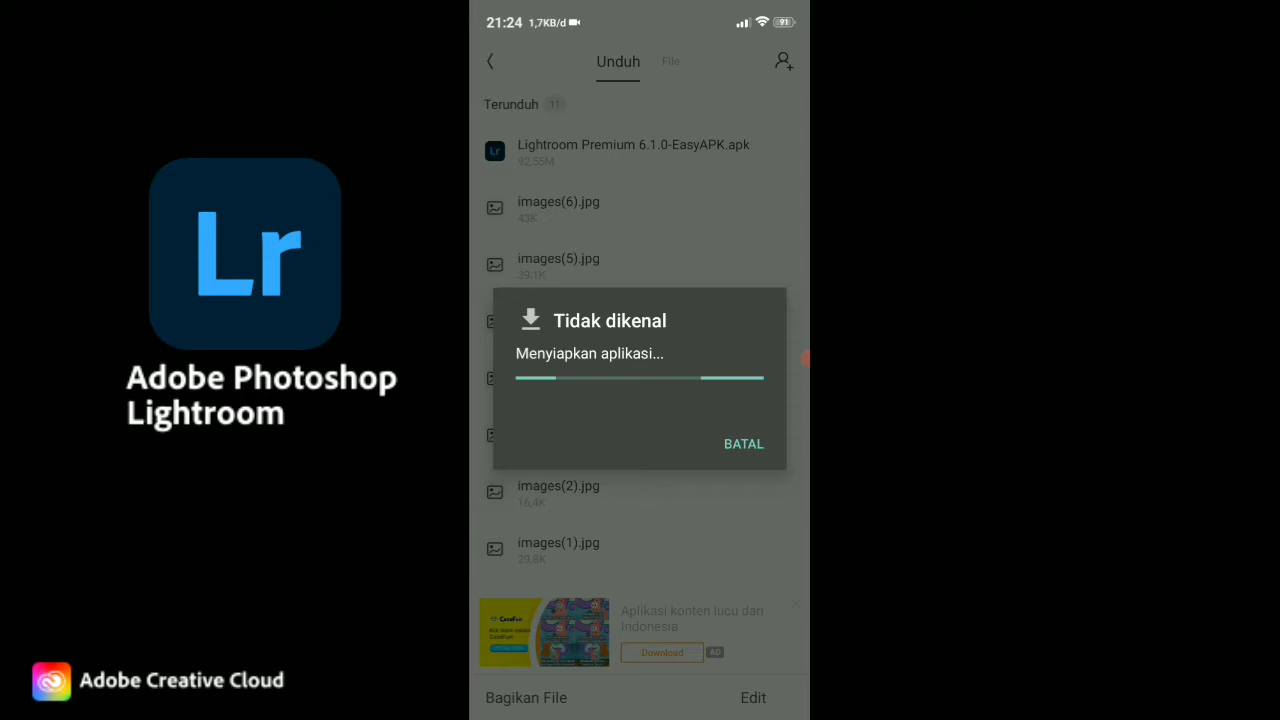 Lr
Adobe Photoshop
Lightroom
Adobe Creative Cloud
21:24 1,7KB/d
91
Unduh File
Terunduh 11
Lr
Lightroom Premium 6.1.0-EasyAPK.apk
92,55M
images(6).jpg
43K
images(5).jpg
39,1K
Tidak dikenal
Menyiapkan aplikasi...
BATAL
images(2).jpg
16,4K
images(1).jpg
29,8K
Aplikasi konten lucu dari
Indonesia
Download AD
Bagikan File Edit